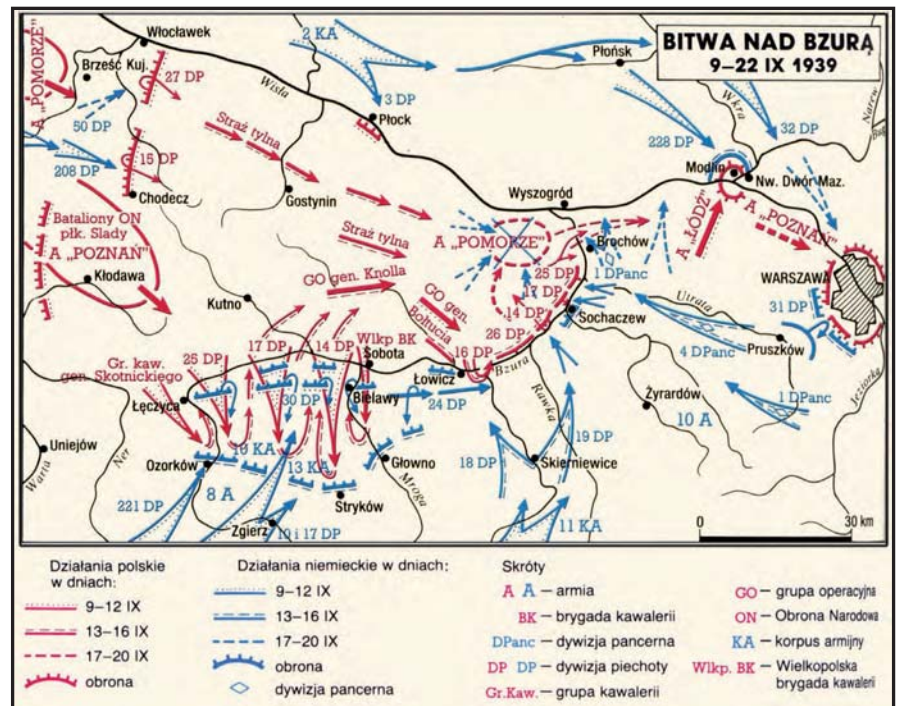 BITWA NAD BZURĄ
9–22 IX 1939
Włocławek
2 KA
Płońsk
A „POMORZE”
Brześć Kuj.
27 DP
Wisła
3 DP
Wkra
Narew
Bug
50 DP
Płock
Straż tylna
228 DP
32 DP
208 DP
15 DP
Modlin
Nw. Dwór Maz.
Chodecz
Gostynin
Wyszogród
Bataliony ON
płk. Ślady
A „POZNAŃ”
Straż tylna
A „POMORZE”
Brochów
A „ŁÓDŹ”
A „POZNAŃ”
Kłodawa
GO gen. Knolla
25 DP
1 DPanc
WARSZAWA
Kutno
GO gen.
Bołtucia
17 DP
14 DP
Sochaczew
Utrata
31 DP
26 DP
Gr. kaw.
gen. Skotnickiego
25 DP
17 DP
14 DP
Wlkp BK
Sobota
16 DP
Bzura
4 DPanc
Pruszków
Łęczyca
30 DP
Bielawy
Łowicz
24 DP
Rawka
Żyrardów
1 DPanc
Jeziorka
10 A
Uniejów
Warta
Ner
Ozorków
10 KA
13 KA
Głowno
Mroga
18 DP
19 DP
Skierniewice
221 DP
8 A
Stryków
Zgierz
10 i 17 DP
11 KA
0 30 km
Działania polskie
w dniach:
9–12 IX
13–16 IX
17–20 IX
obrona
Działania niemieckie w dniach:
9–12 IX
13–16 IX
17–20 IX
obrona
dywizja pancerna
Skróty
A A – armia
BK – brygada kawalerii
DPanc – dywizja pancerna
DP DP – dywizja piechoty
Gr.Kaw. – grupa kawalerii
GO – grupa operacyjna
ON – Obrona Narodowa
KA – korpus armijny
Wlkp. BK – Wielkopolska
brygada kawalerii